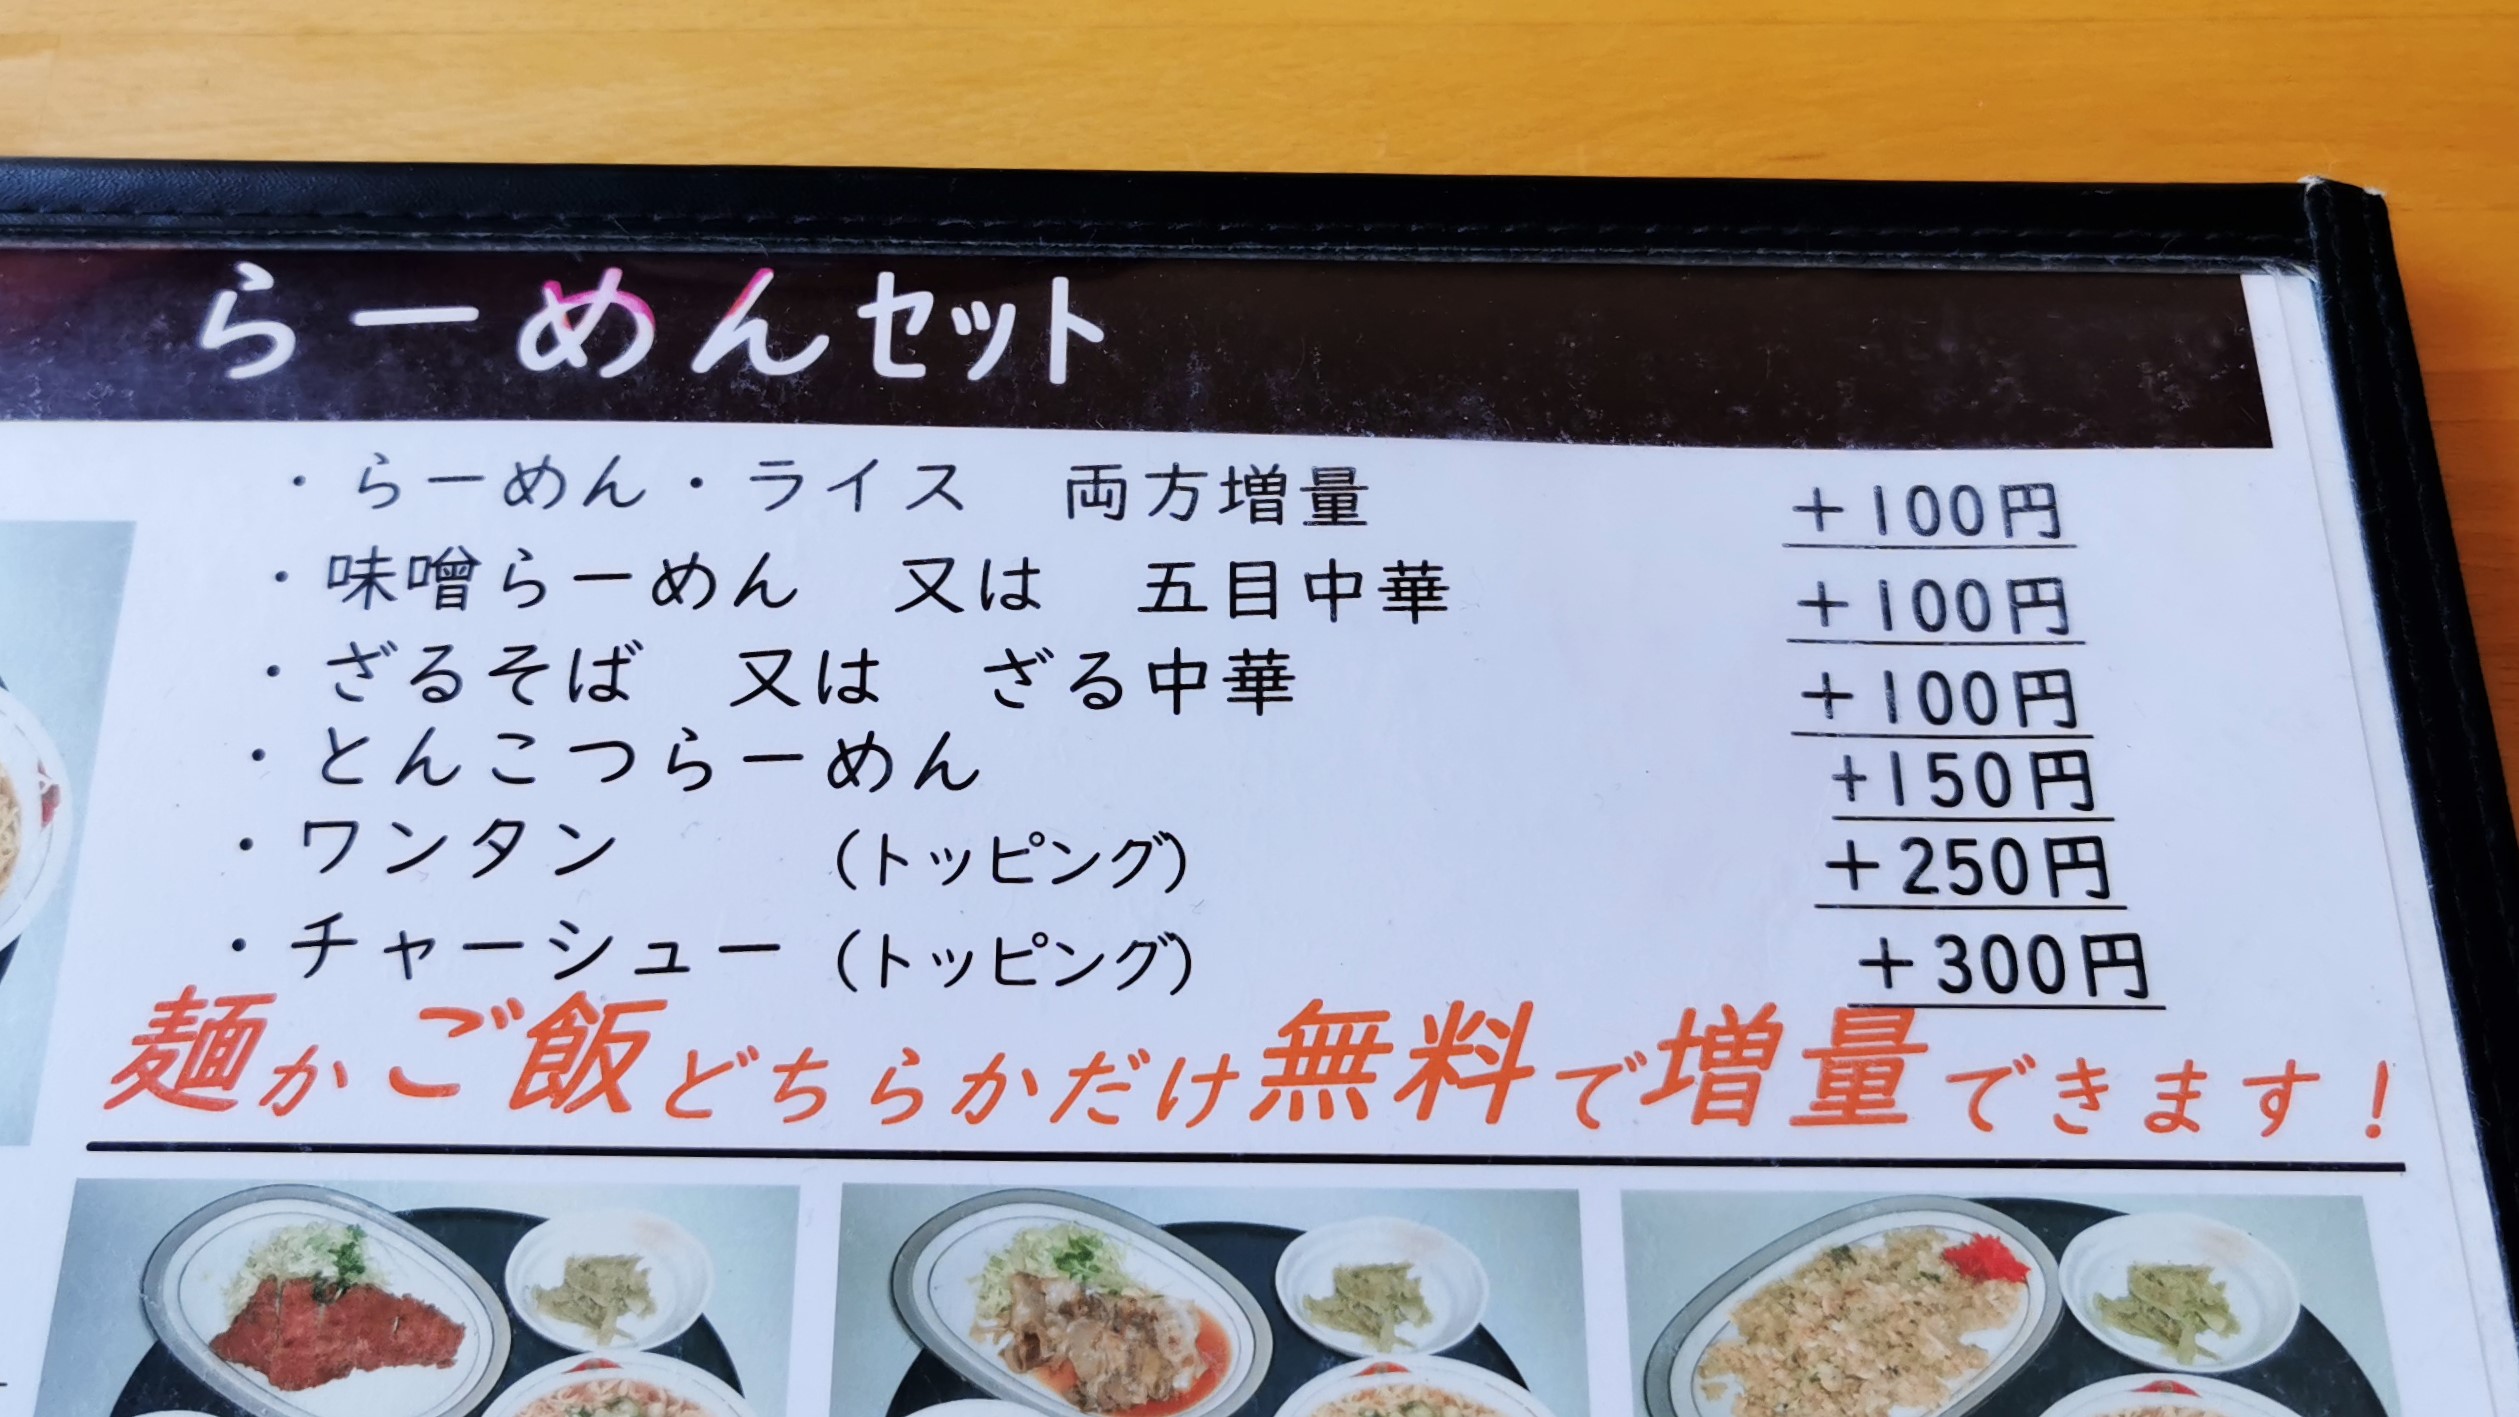 らーめんセット
・らーめん・ライス　両方増量　+100円
・味噌らーめん　又は　五目中華　+100円
・ざるそば　又は　ざる中華　+100円
・とんこつらーめん　+150円
・ワンタン　(トッピング)　+250円
・チャーシュー(トッピング)　+300円
麺かご飯どちらかだけ無料で増量できます！